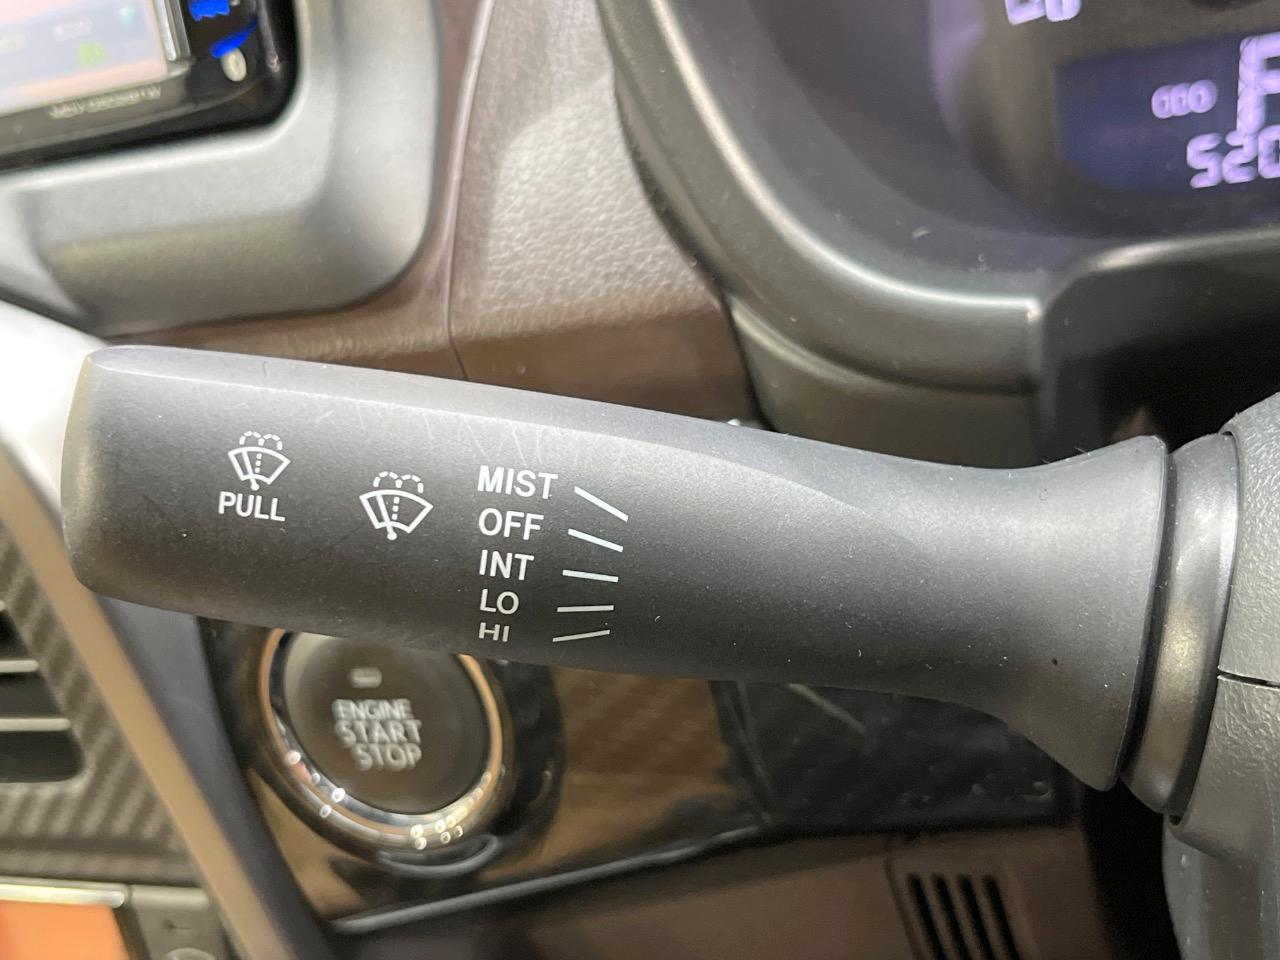 PULL
MIST
OFF
INT
LO
HI
ENGINE
START
STOP